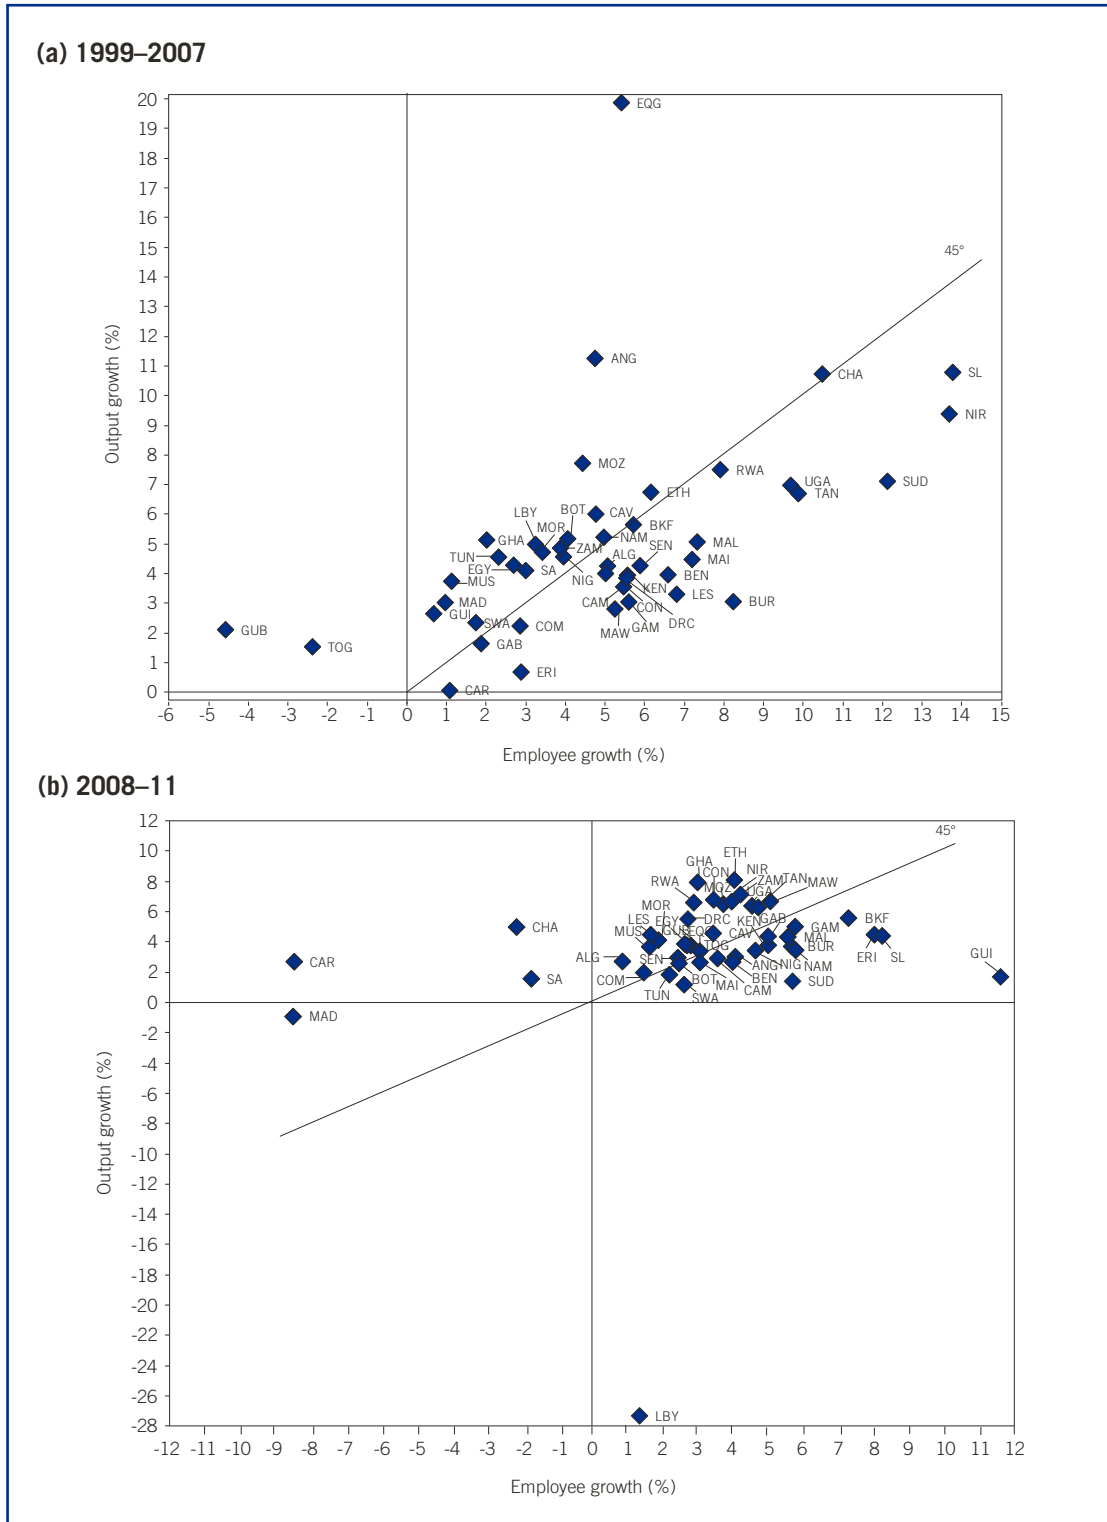 (a) 1999–2007
20
19
18
17
16
15
14
13
12
11
10
9
8
7
6
5
4
3
2
1
0
Output growth (%)
EQG
45°
ANG
CHA
SL
NIR
MOZ
RWA
ETH
UGA
TAN
SUD
LBY
BOT
CAV
MOR
BKF
GHA
ZAM
NAM
SEN
MAL
TUN
ALG
MAI
EGY
SA
NIG
MUS
KEN
BEN
CAM
CON
LES
MAD
BUR
GUI
SWA
COM
MAW
GAM
DRC
GUB
TOG
GAB
ERI
CAR
-6 -5 -4 -3 -2 -1 0 1 2 3 4 5 6 7 8 9 10 11 12 13 14 15
Employee growth (%)
(b) 2008–11
12
10
8
6
4
2
0
-2
-4
-6
-8
-10
-12
-14
-16
-18
-20
-22
-24
-26
-28
Output growth (%)
45°
ETH
GHA
CON
NIR
RWA
MOZ
ZAM
TAN
MAW
UGA
MOR
LES
EGY
DRC
KEN
GAB
GAM
BKF
MUS
EQG
CAV
MAL
CHA
TOG
BUR
ERI
SL
GUI
CAR
ALG
SEN
ANG
NIG
NAM
SA
COM
BOT
MAI
BEN
SUD
TUN
SWA
CAM
MAD
LBY
-12 -11 -10 -9 -8 -7 -6 -5 -4 -3 -2 -1 0 1 2 3 4 5 6 7 8 9 10 11 12
Employee growth (%)